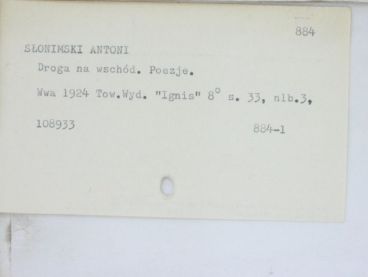 884
SŁONIMSKI ANTONI
Droga na wschód. Poezje.
Wwa 1924 Tow.Wyd. "Ignis" 8° s. 33, nlb.3,
108933 884-1